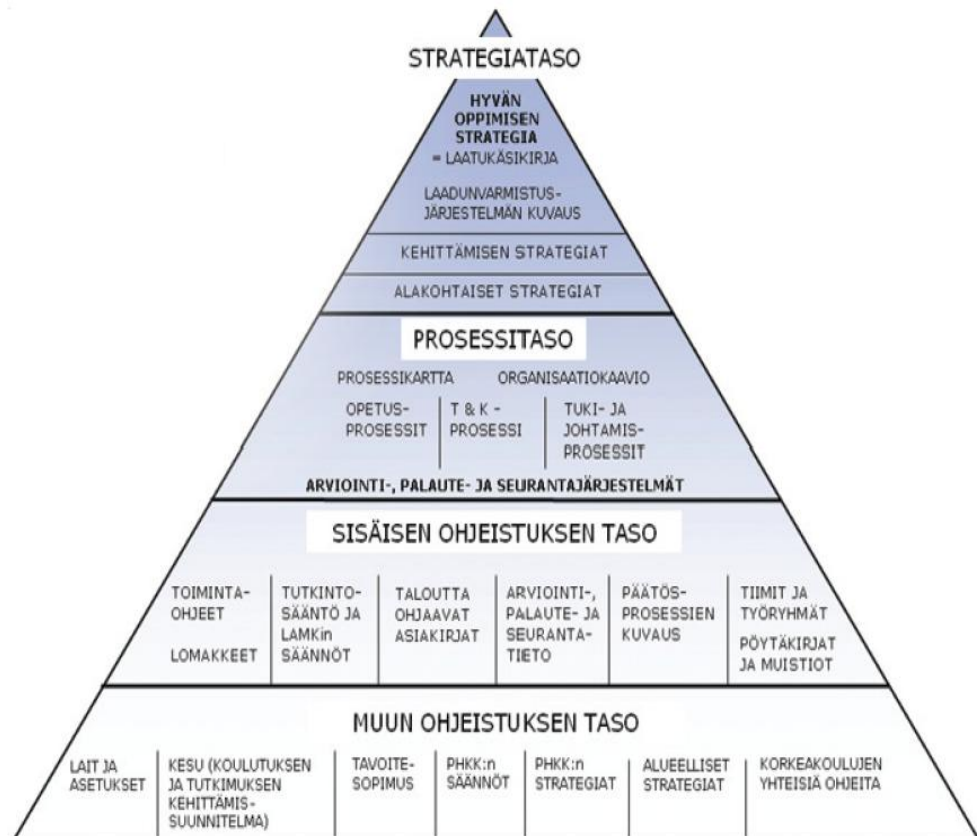 STRATEGIATASO
HYVÄN
OPPIMISEN
STRATEGIA
= LAATUKÄSIKIRJA
LAADUNVARMISTUS-
JÄRJESTELMÄN KUVAUS
KEHITTÄMISEN STRATEGIAT
ALAKOHTAISET STRATEGIAT
PROSESSITASO
PROSESSIKARTTA
ORGANISAATIOKAAVIO
OPETUS-
PROSESSIT
T & K -
PROSESSI
TUKI- JA
JOHTAMIS-
PROSESSIT
ARVIOINTI-, PALAUTE- JA SEURANTAJÄRJESTELMÄT
SISÄISEN OHJEISTUKSEN TASO
TOIMINTA-
OHJEET
LOMAKKEET
TUTKINTO-
SÄÄNTÖ JA
LAMKin
SÄÄNNÖT
TALOUTTA
OHJAAVAT
ASIAKIRJAT
ARVIOINTI-,
PALAUTE- JA
SEURANTA-
TIETO
PÄÄTÖS-
PROSESSIEN
KUVAUS
TIIMIT JA
TYÖRYHMÄT
PÖYTÄKIRJAT
JA MUISTIOT
MUUN OHJEISTUKSEN TASO
LAIT JA
ASETUKSET
KESU (KOULUTUKSEN
JA TUTKIMUKSEN
KEHITTÄMIS-
SUUNNITELMA)
TAVOITE-
SOPIMUS
PHKK:n
SÄÄNNÖT
PHKK:n
STRATEGIAT
ALUEELLISET
STRATEGIAT
KORKEAKOULUJEN
YHTEISIÄ OHJEITA